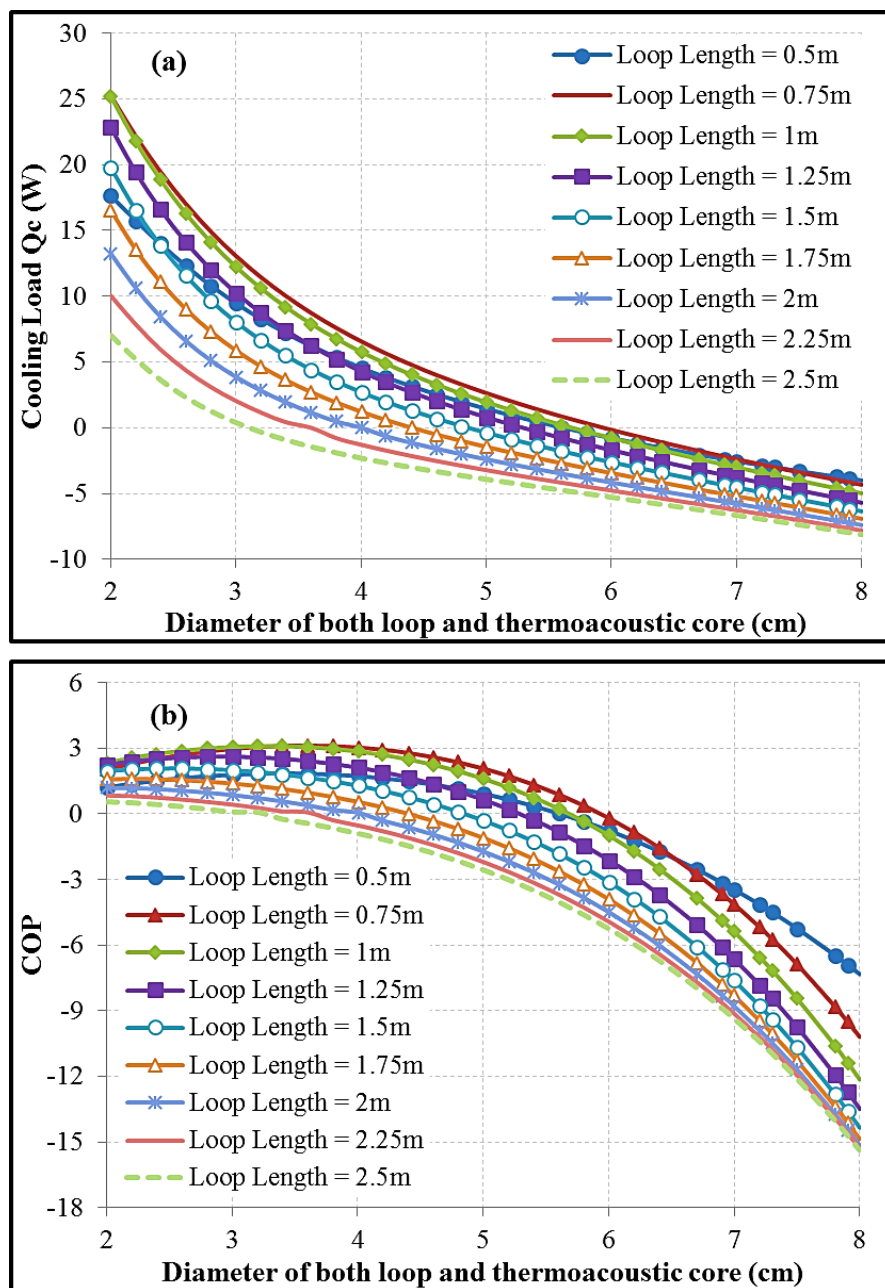 (a)
Cooling Load Qc (W)
30
25
20
15
10
5
0
-5
-10
Loop Length = 0.5m
Loop Length = 0.75m
Loop Length = 1m
Loop Length = 1.25m
Loop Length = 1.5m
Loop Length = 1.75m
Loop Length = 2m
Loop Length = 2.25m
Loop Length = 2.5m
2 3 4 5 6 7 8
Diameter of both loop and thermoacoustic core (cm)
(b)
COP
6
3
0
-3
-6
-9
-12
-15
-18
Loop Length = 0.5m
Loop Length = 0.75m
Loop Length = 1m
Loop Length = 1.25m
Loop Length = 1.5m
Loop Length = 1.75m
Loop Length = 2m
Loop Length = 2.25m
Loop Length = 2.5m
2 3 4 5 6 7 8
Diameter of both loop and thermoacoustic core (cm)